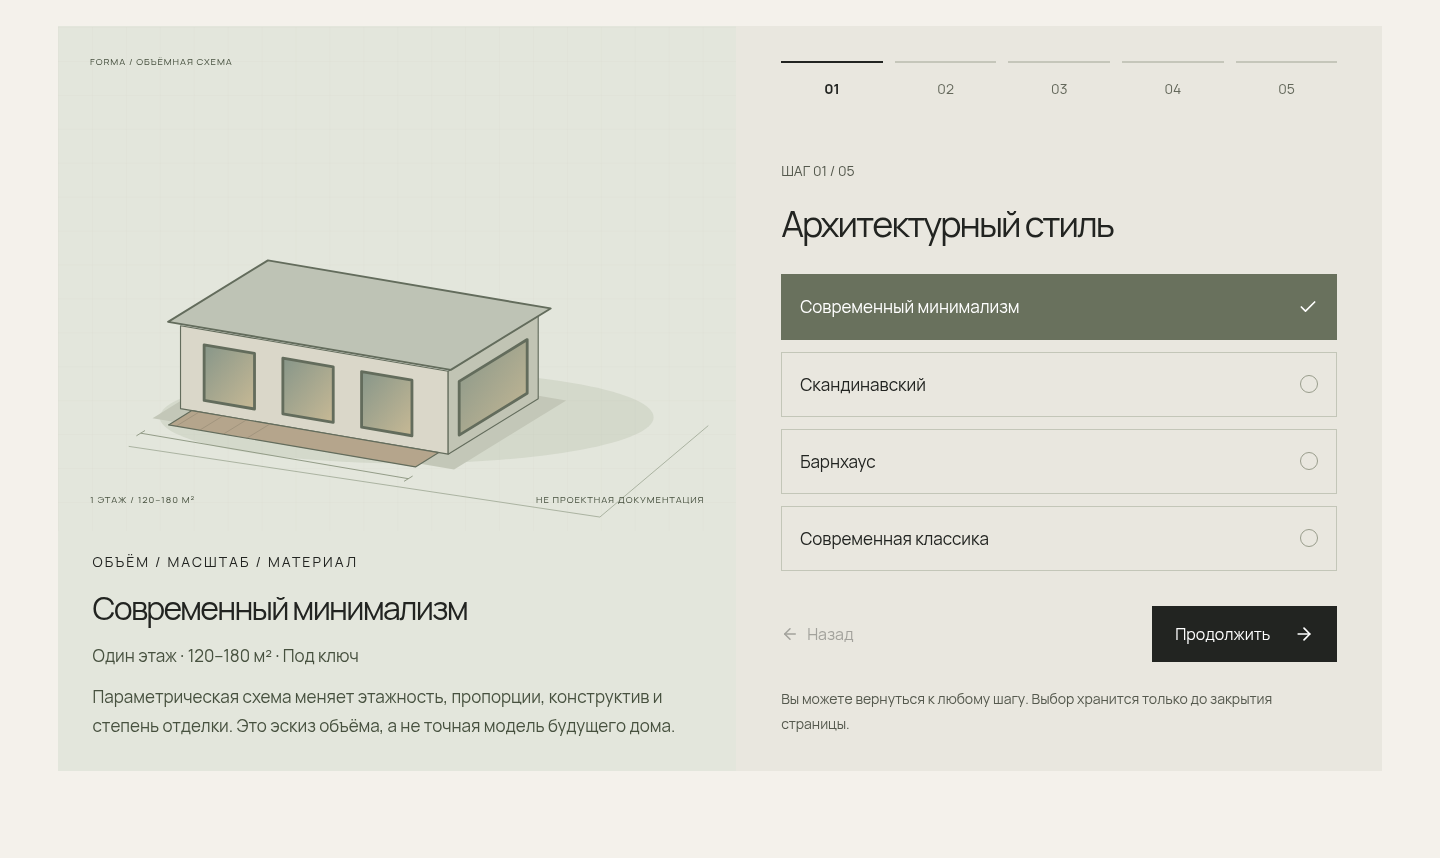 FORMA / ОБЪЁМНАЯ СХЕМА
1 ЭТАЖ / 120–180 М²
НЕ ПРОЕКТНАЯ ДОКУМЕНТАЦИЯ
ОБЪЁМ / МАСШТАБ / МАТЕРИАЛ
Современный минимализм
Один этаж · 120–180 м² · Под ключ
Параметрическая схема меняет этажность, пропорции, конструктив и
степень отделки. Это эскиз объёма, а не точная модель будущего дома.
01
02
03
04
05
ШАГ 01 / 05
Архитектурный стиль
Современный минимализм
Скандинавский
Барнхаус
Современная классика
Назад
Продолжить
Вы можете вернуться к любому шагу. Выбор хранится только до закрытия
страницы.